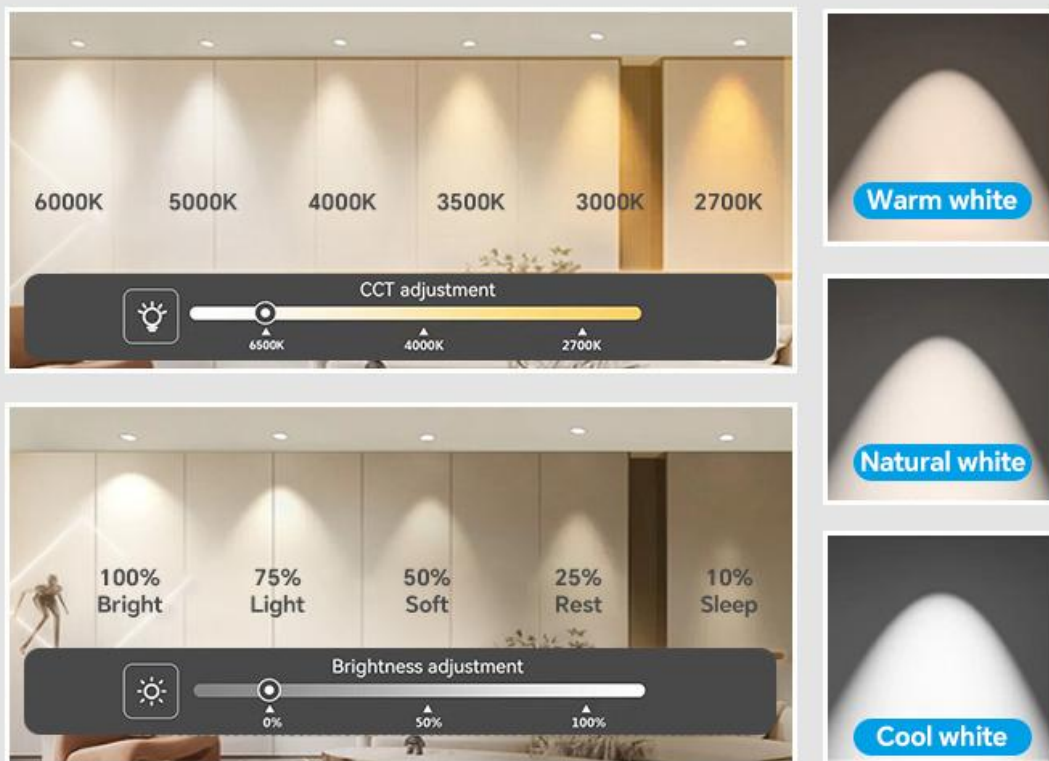 6000K
5000K
4000K
3500K
3000K
2700K
CCT adjustment
6500K
4000K
2700K
100%
Bright
75%
Light
50%
Soft
25%
Rest
10%
Sleep
Brightness adjustment
0%
50%
100%
Warm white
Natural white
Cool white